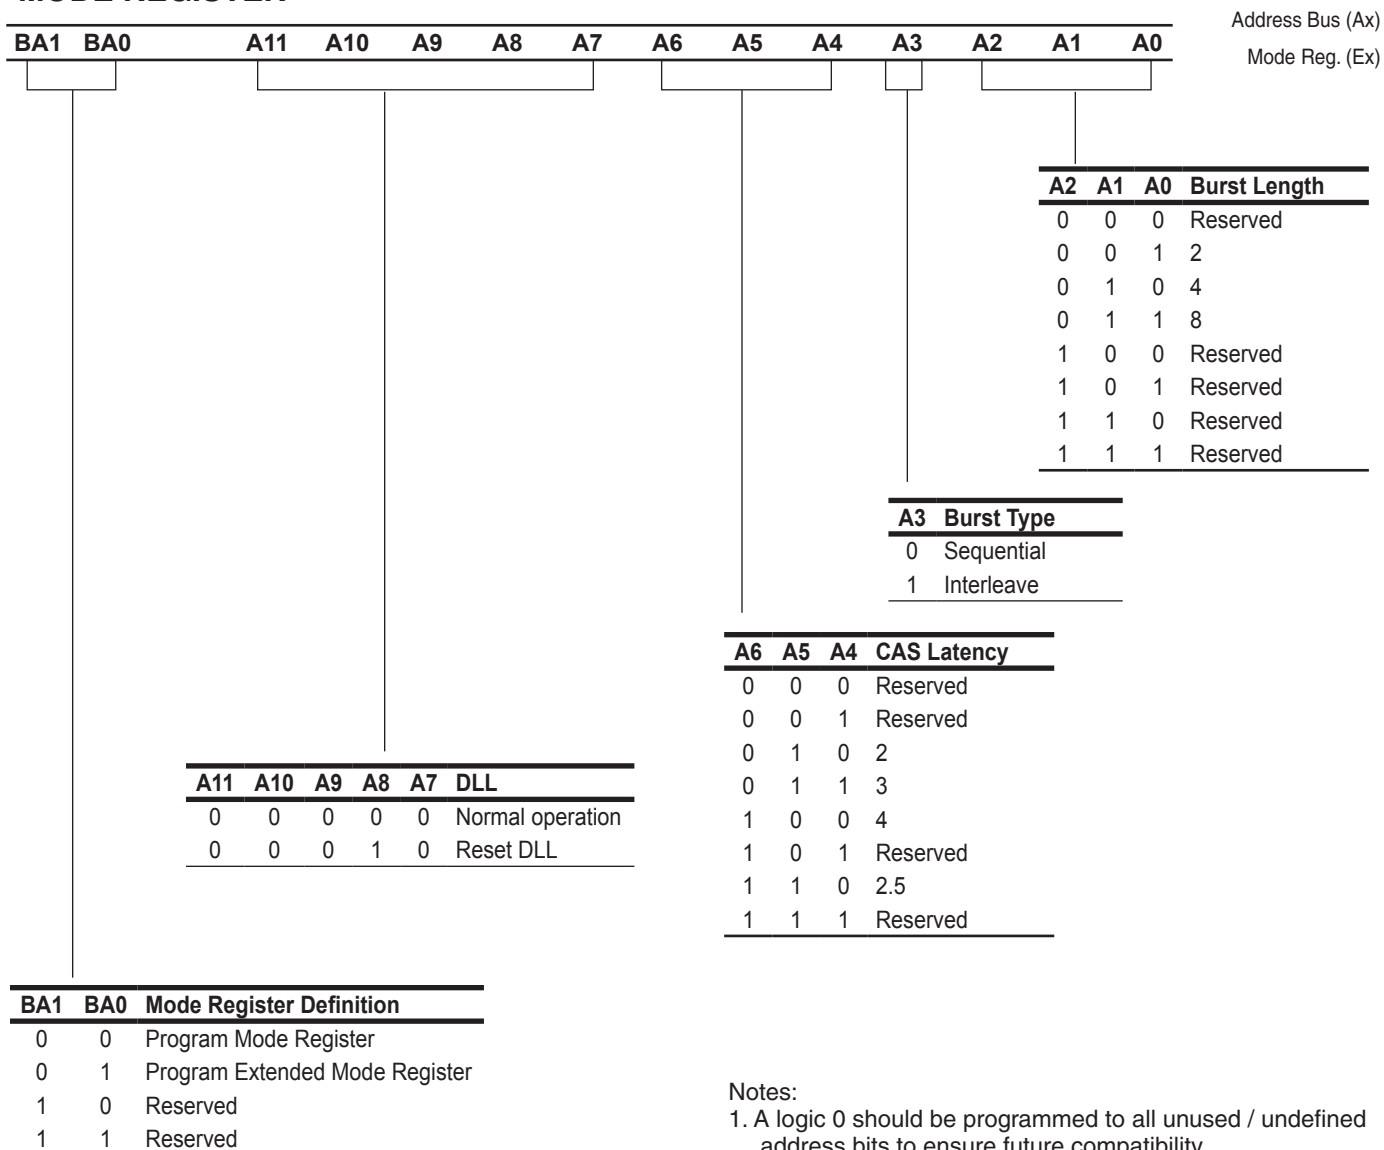 Address Bus (Ax)
BA1 BA0 A11 A10 A9 A8 A7 A6 A5 A4 A3 A2 A1 A0
Mode Reg. (Ex)
A2 A1 A0 Burst Length
0 0 0 Reserved
0 0 1 2
0 1 0 4
0 1 1 8
1 0 0 Reserved
1 0 1 Reserved
1 1 0 Reserved
1 1 1 Reserved
A3 Burst Type
0 Sequential
1 Interleave
A6 A5 A4 CAS Latency
0 0 0 Reserved
0 0 1 Reserved
0 1 0 2
0 1 1 3
1 0 0 4
1 0 1 Reserved
1 1 0 2.5
1 1 1 Reserved
A11 A10 A9 A8 A7 DLL
0 0 0 0 0 Normal operation
0 0 0 1 0 Reset DLL
BA1 BA0 Mode Register Definition
0 0 Program Mode Register
0 1 Program Extended Mode Register
1 0 Reserved
1 1 Reserved
Notes:
1. A logic 0 should be programmed to all unused / undefined
address bits to ensure future compatibility